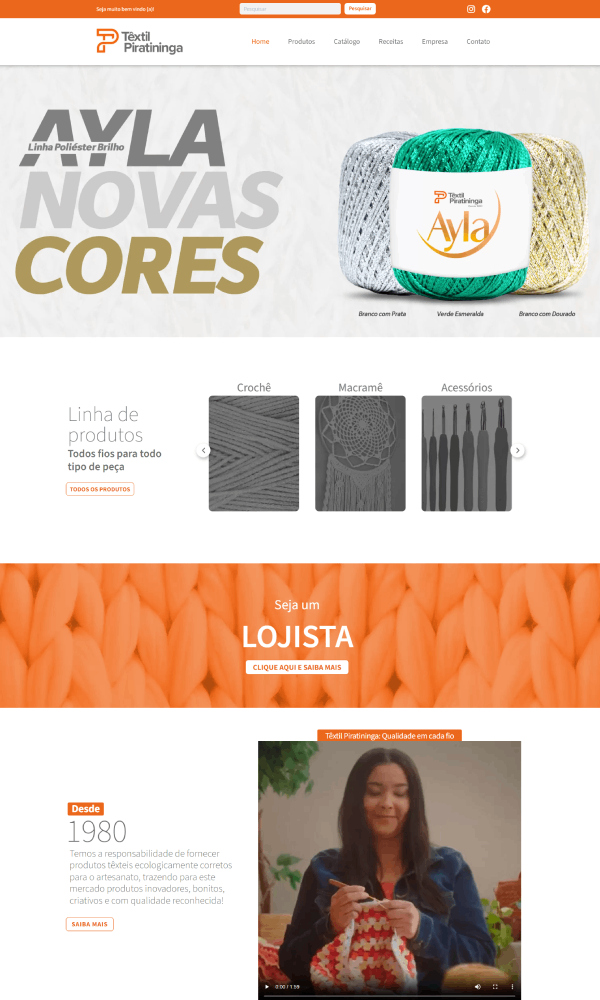 Seja muito bem vindo (a)!
Pesquisar
Pesquisar
Têxtil
Piratininga
Home
Produtos
Catálogo
Receitas
Empresa
Contato
AYLA
Linha Poliéster Brilho
NOVAS
CORES
Têxtil
Piratininga
Ayla
Branco com Prata
Verde Esmeralda
Branco com Dourado
Linha de
produtos
Todos fios para todo
tipo de peça
TODOS OS PRODUTOS
Crochê
Macramê
Acessórios
Seja um
LOJISTA
CLIQUE AQUI E SAIBA MAIS
Têxtil Piratininga: Qualidade em cada fio
Desde
1980
Temos a responsabilidade de fornecer
produtos têxteis ecologicamente corretos
para o artesanato, trazendo para este
mercado produtos inovadores, bonitos,
criativos e com qualidade reconhecida!
SAIBA MAIS
0:00 / 1:59